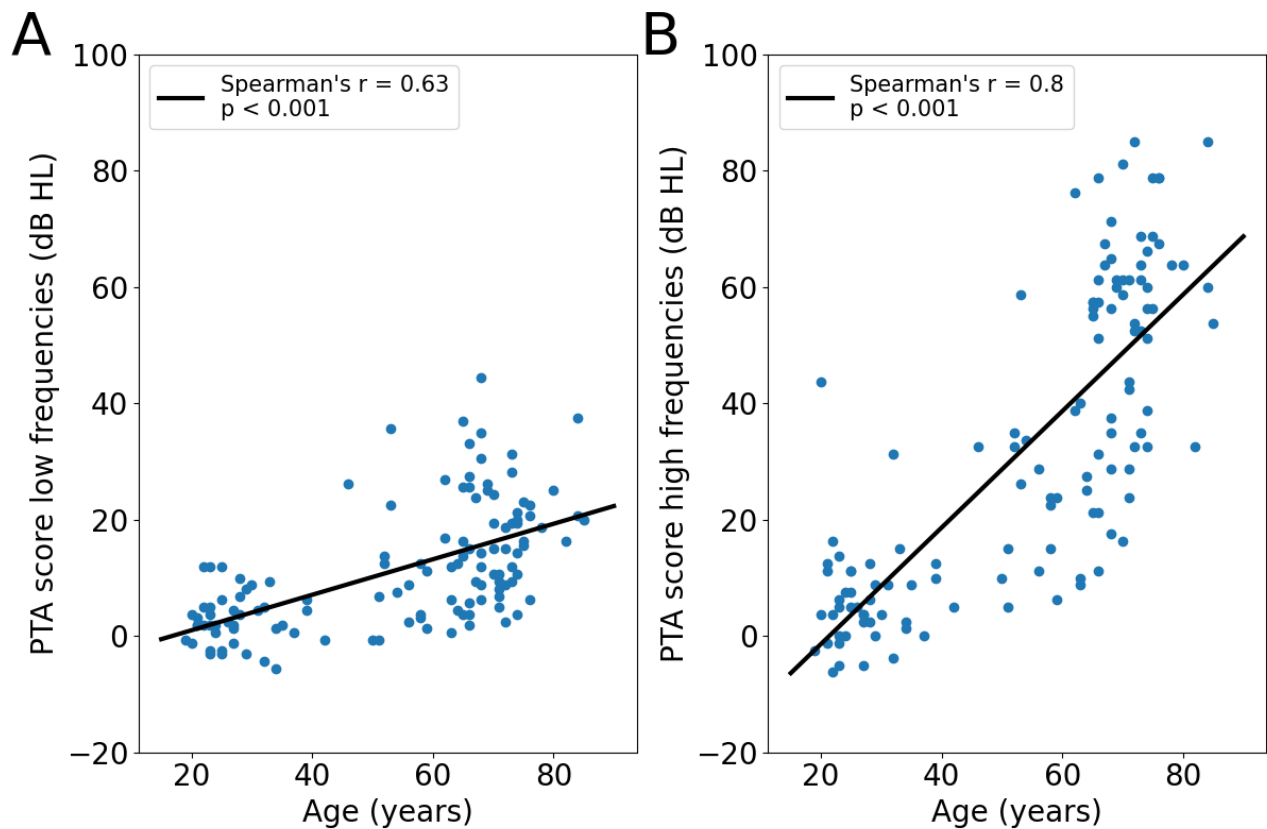 A
Spearman's r = 0.63
p < 0.001
PTA score low frequencies (dB HL)
100
80
60
40
20
0
−20
20 40 60 80
Age (years)
B
Spearman's r = 0.8
p < 0.001
PTA score high frequencies (dB HL)
100
80
60
40
20
0
−20
20 40 60 80
Age (years)